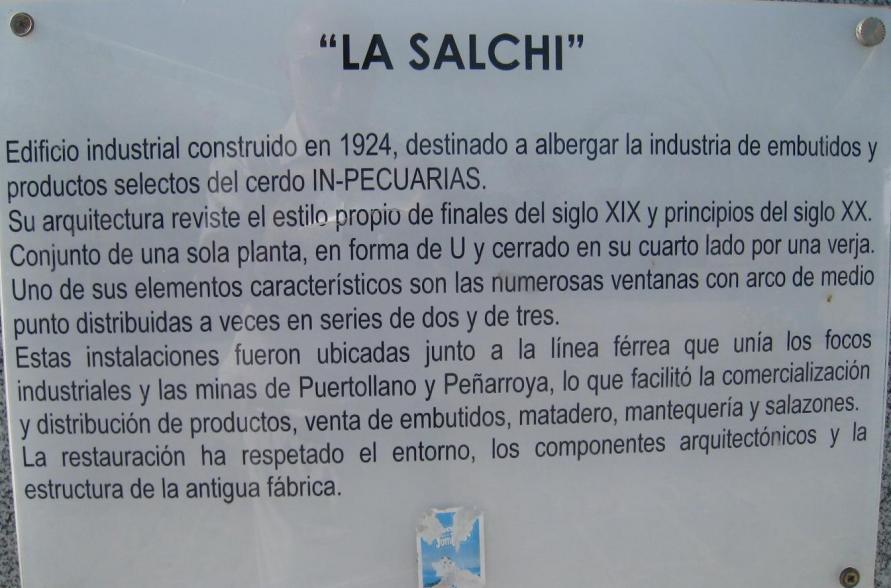 “LA SALCHI”
Edificio industrial construido en 1924, destinado a albergar la industria de embutidos y
productos selectos del cerdo IN-PECUARIAS.
Su arquitectura reviste el estilo propio de finales del siglo XIX y principios del siglo XX.
Conjunto de una sola planta, en forma de U y cerrado en su cuarto lado por una verja.
Uno de sus elementos característicos son las numerosas ventanas con arco de medio
punto distribuidas a veces en series de dos y de tres.
Estas instalaciones fueron ubicadas junto a la línea férrea que unía los focos
industriales y las minas de Puertollano y Peñarroya, lo que facilitó la comercialización
y distribución de productos, venta de embutidos, matadero, mantequería y salazones.
La restauración ha respetado el entorno, los componentes arquitectónicos y la
estructura de la antigua fábrica.